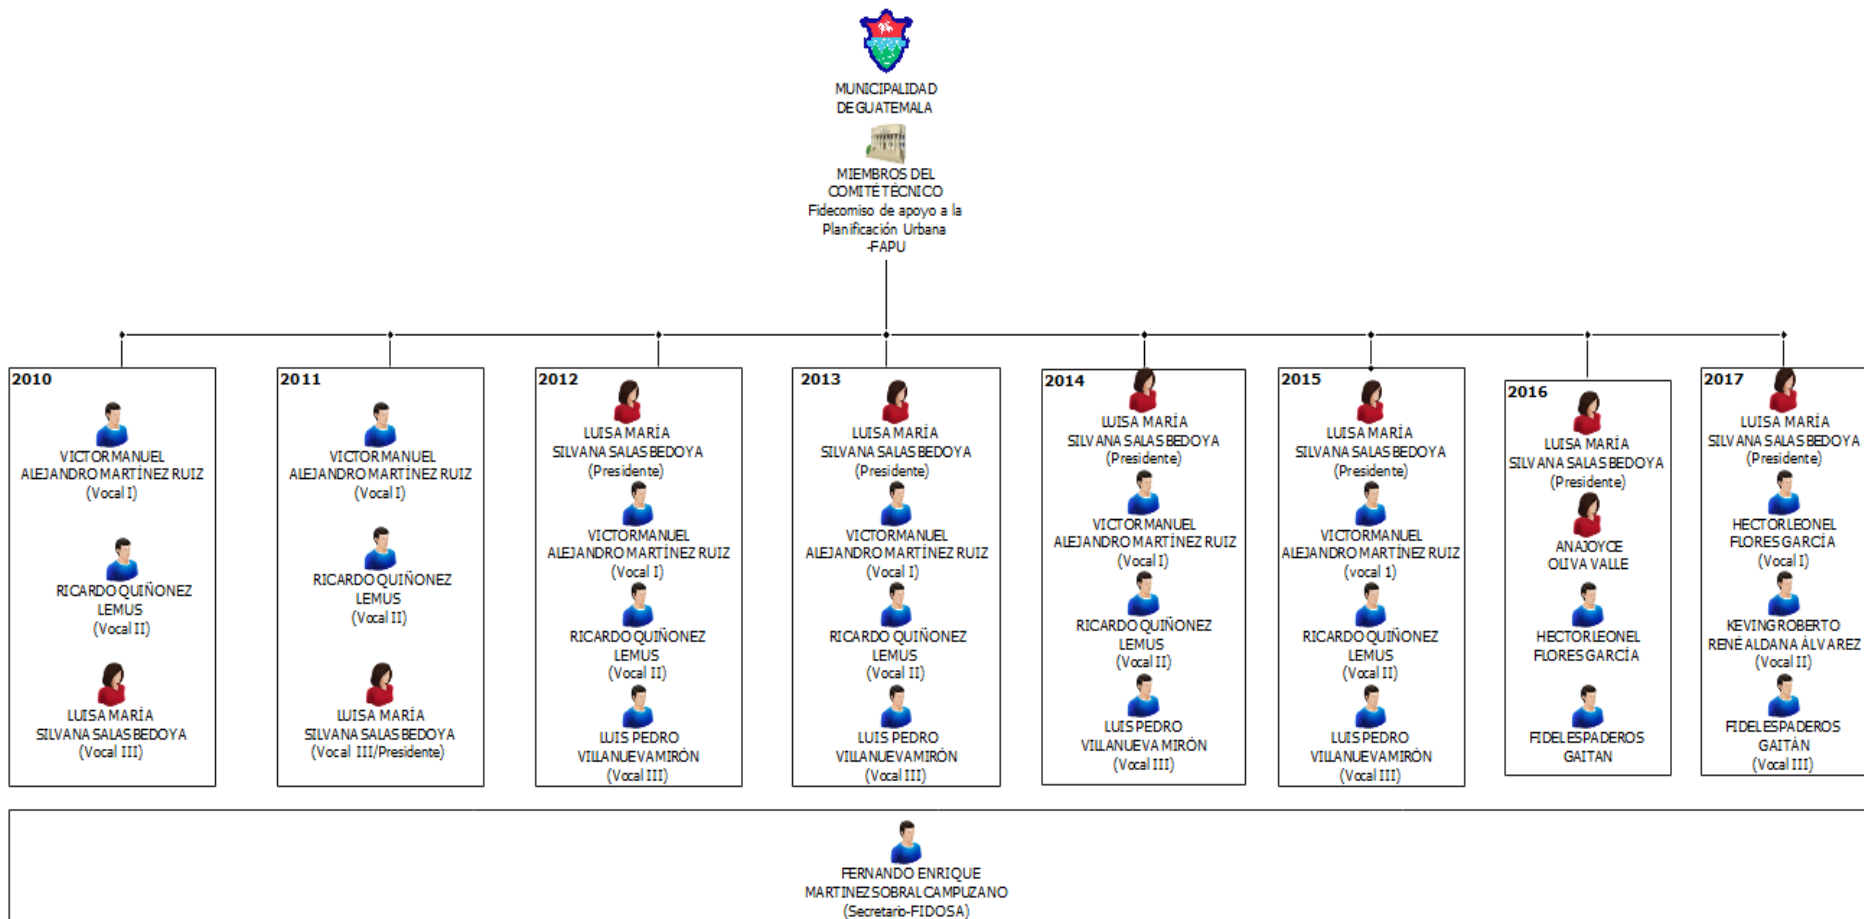 MUNICIPALIDAD
DE GUATEMALA
MIEMBROS DEL
COMITÉ TÉCNICO
Fidecomiso de apoyo a la
Planificación Urbana
-FAPU
2010
VICTOR MANUEL
ALEJANDRO MARTÍNEZ RUIZ
(Vocal I)
RICARDO QUIÑONEZ
LEMUS
(Vocal II)
LUISA MARÍA
SILVANA SALAS BEDOYA
(Vocal III)
2011
VICTOR MANUEL
ALEJANDRO MARTÍNEZ RUIZ
(Vocal I)
RICARDO QUIÑONEZ
LEMUS
(Vocal II)
LUISA MARÍA
SILVANA SALAS BEDOYA
(Vocal III/Presidente)
2012
LUISA MARÍA
SILVANA SALAS BEDOYA
(Presidente)
VICTOR MANUEL
ALEJANDRO MARTÍNEZ RUIZ
(Vocal I)
RICARDO QUIÑONEZ
LEMUS
(Vocal II)
LUIS PEDRO
VILLANUEVA MIRÓN
(Vocal III)
2013
LUISA MARÍA
SILVANA SALAS BEDOYA
(Presidente)
VICTOR MANUEL
ALEJANDRO MARTÍNEZ RUIZ
(Vocal I)
RICARDO QUIÑONEZ
LEMUS
(Vocal II)
LUIS PEDRO
VILLANUEVA MIRÓN
(Vocal III)
2014
LUISA MARÍA
SILVANA SALAS BEDOYA
(Presidente)
VICTOR MANUEL
ALEJANDRO MARTÍNEZ RUIZ
(Vocal I)
RICARDO QUIÑONEZ
LEMUS
(Vocal II)
LUIS PEDRO
VILLANUEVA MIRÓN
(Vocal III)
2015
LUISA MARÍA
SILVANA SALAS BEDOYA
(Presidente)
VICTOR MANUEL
ALEJANDRO MARTÍNEZ RUIZ
(vocal 1)
RICARDO QUIÑONEZ
LEMUS
(Vocal II)
LUIS PEDRO
VILLANUEVA MIRÓN
(Vocal III)
2016
LUISA MARÍA
SILVANA SALAS BEDOYA
(Presidente)
ANA JOYCE
OLIVA VALLE
HECTOR LEONEL
FLORES GARCÍA
FIDEL ESPADEROS
GAITAN
2017
LUISA MARÍA
SILVANA SALAS BEDOYA
(Presidente)
HECTOR LEONEL
FLORES GARCÍA
(Vocal I)
KEVING ROBERTO
RENÉ ALDANA ÁLVAREZ
(Vocal II)
FIDEL ESPADEROS
GAITÁN
(Vocal III)
FERNANDO ENRIQUE
MARTINEZ SOBRAL CAMPUZANO
(Secretario-FIDOSA)